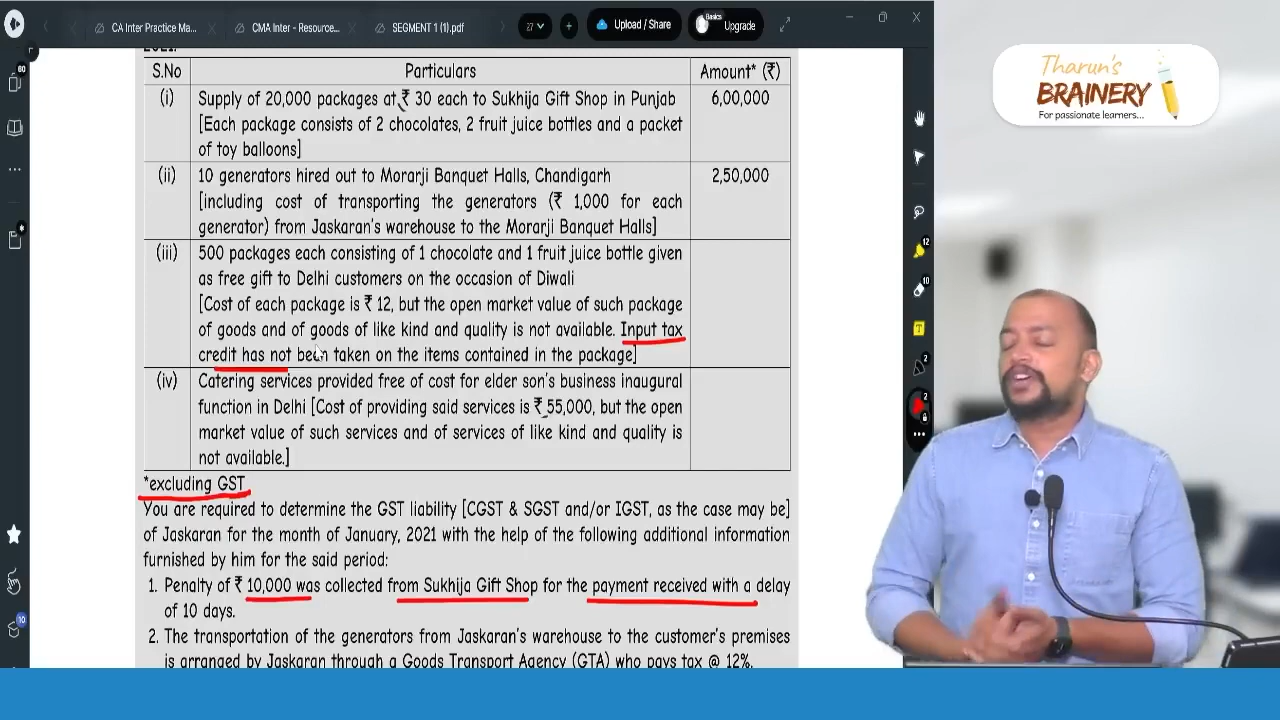 CA Inter Practice Ma...
CMA Inter - Resource...
SEGMENT 1 (1).pdf
27
Upload / Share
Basics
Upgrade
80
S.No Particulars Amount* (₹)
(i) Supply of 20,000 packages at ₹ 30 each to Sukhija Gift Shop in Punjab 6,00,000
[Each package consists of 2 chocolates, 2 fruit juice bottles and a packet
of toy balloons]
(ii) 10 generators hired out to Morarji Banquet Halls, Chandigarh 2,50,000
[including cost of transporting the generators (₹ 1,000 for each
generator) from Jaskaran's warehouse to the Morarji Banquet Halls]
(iii) 500 packages each consisting of 1 chocolate and 1 fruit juice bottle given
as free gift to Delhi customers on the occasion of Diwali
[Cost of each package is ₹ 12, but the open market value of such package
of goods and of goods of like kind and quality is not available. Input tax
credit has not been taken on the items contained in the package]
(iv) Catering services provided free of cost for elder son's business inaugural
function in Delhi [Cost of providing said services is ₹ 55,000, but the open
market value of such services and of services of like kind and quality is
not available.]
*excluding GST
You are required to determine the GST liability [CGST & SGST and/or IGST, as the case may be]
of Jaskaran for the month of January, 2021 with the help of the following additional information
furnished by him for the said period:
1. Penalty of ₹ 10,000 was collected from Sukhija Gift Shop for the payment received with a delay
of 10 days.
2. The transportation of the generators from Jaskaran's warehouse to the customer's premises
is arranged by Jaskaran through a Goods Transport Agency (GTA) who pays tax @ 12%.
10
12
10
T
2
2
Tharun's
BRAINERY
For passionate learners...